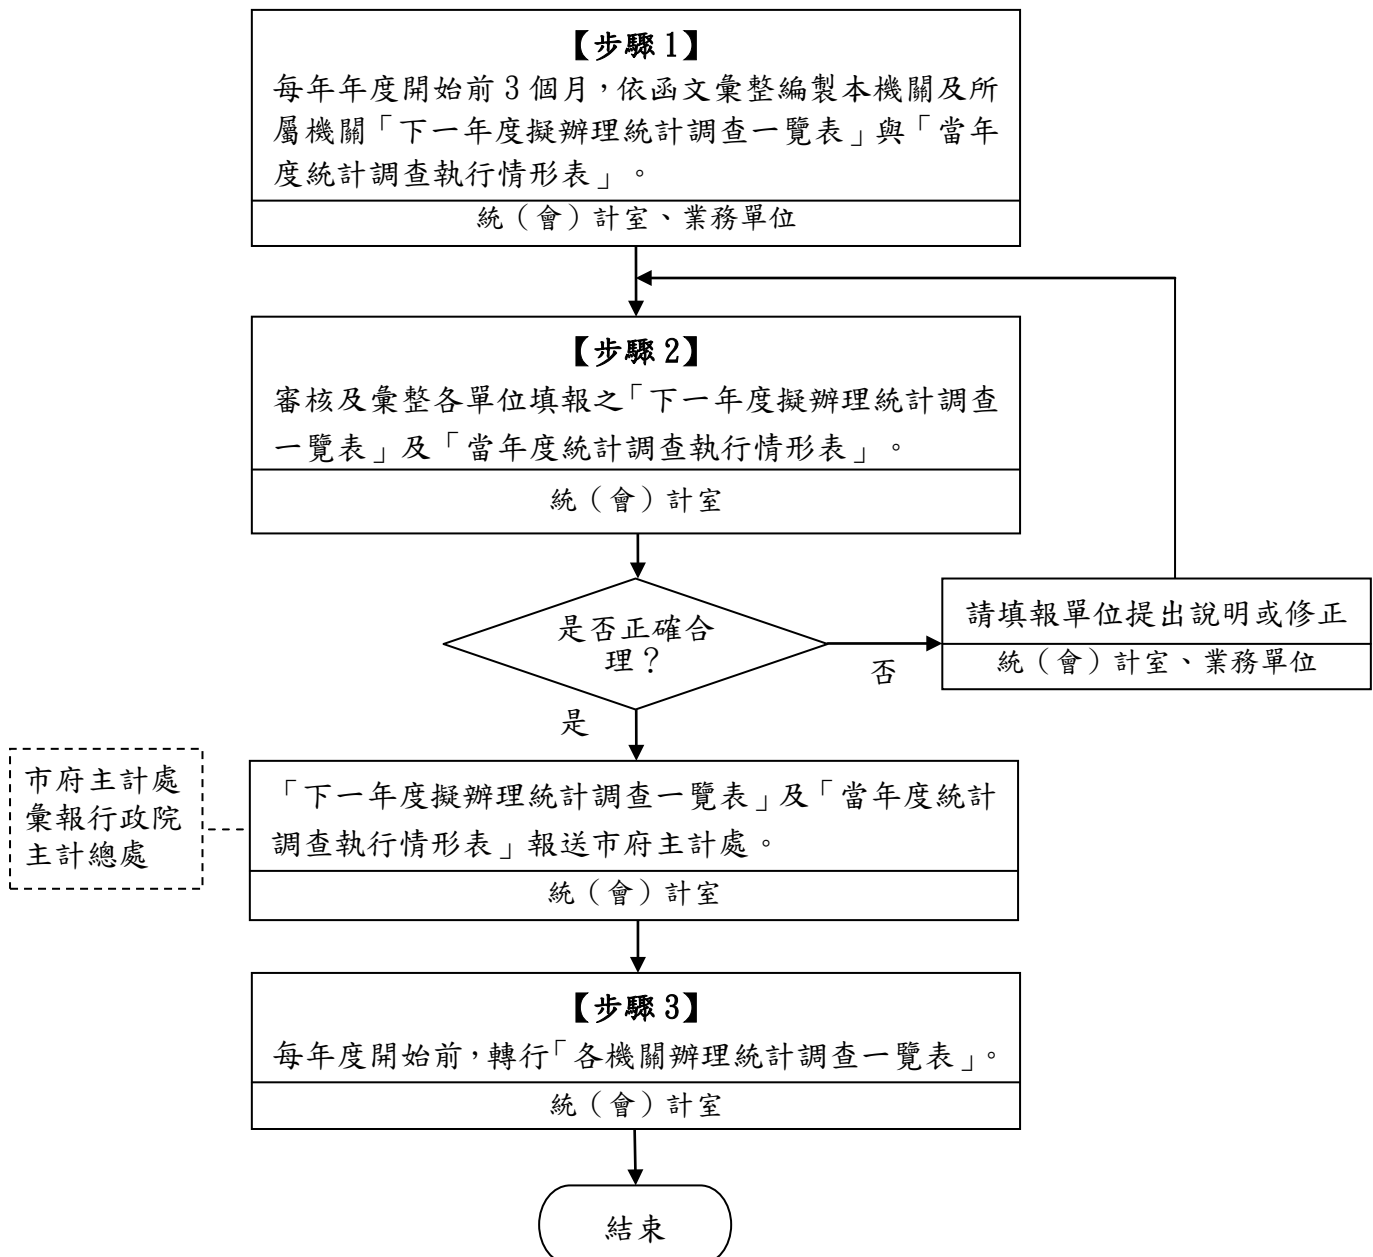 【步驟1】
每年年度開始前3個月，依函文彙整編製本機關及所
屬機關「下一年度擬辦理統計調查一覽表」與「當年
度統計調查執行情形表」。
統（會）計室、業務單位
【步驟2】
審核及彙整各單位填報之「下一年度擬辦理統計調查
一覽表」及「當年度統計調查執行情形表」。
統（會）計室
是否正確合
理？
否
請填報單位提出說明或修正
統（會）計室、業務單位
是
市府主計處
彙報行政院
主計總處
「下一年度擬辦理統計調查一覽表」及「當年度統計
調查執行情形表」報送市府主計處。
統（會）計室
【步驟3】
每年度開始前，轉行「各機關辦理統計調查一覽表」。
統（會）計室
結束